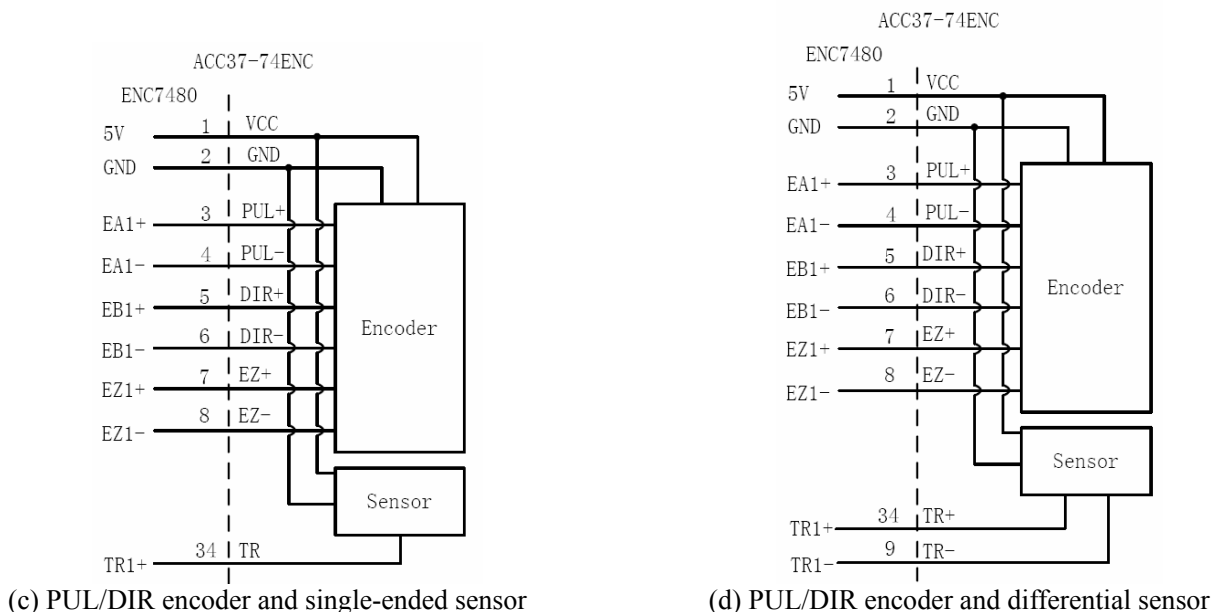 ACC37-74ENC
ENC7480
5V 1 VCC
GND 2 GND
EA1+ 3 PUL+
EA1- 4 PUL-
EB1+ 5 DIR+
EB1- 6 DIR-
EZ1+ 7 EZ+
EZ1- 8 EZ-
Encoder
Sensor
TR1+ 34 TR
(c) PUL/DIR encoder and single-ended sensor
ACC37-74ENC
ENC7480
5V 1 VCC
GND 2 GND
EA1+ 3 PUL+
EA1- 4 PUL-
EB1+ 5 DIR+
EB1- 6 DIR-
EZ1+ 7 EZ+
EZ1- 8 EZ-
Encoder
Sensor
TR1+ 34 TR+
TR1- 9 TR-
(d) PUL/DIR encoder and differential sensor